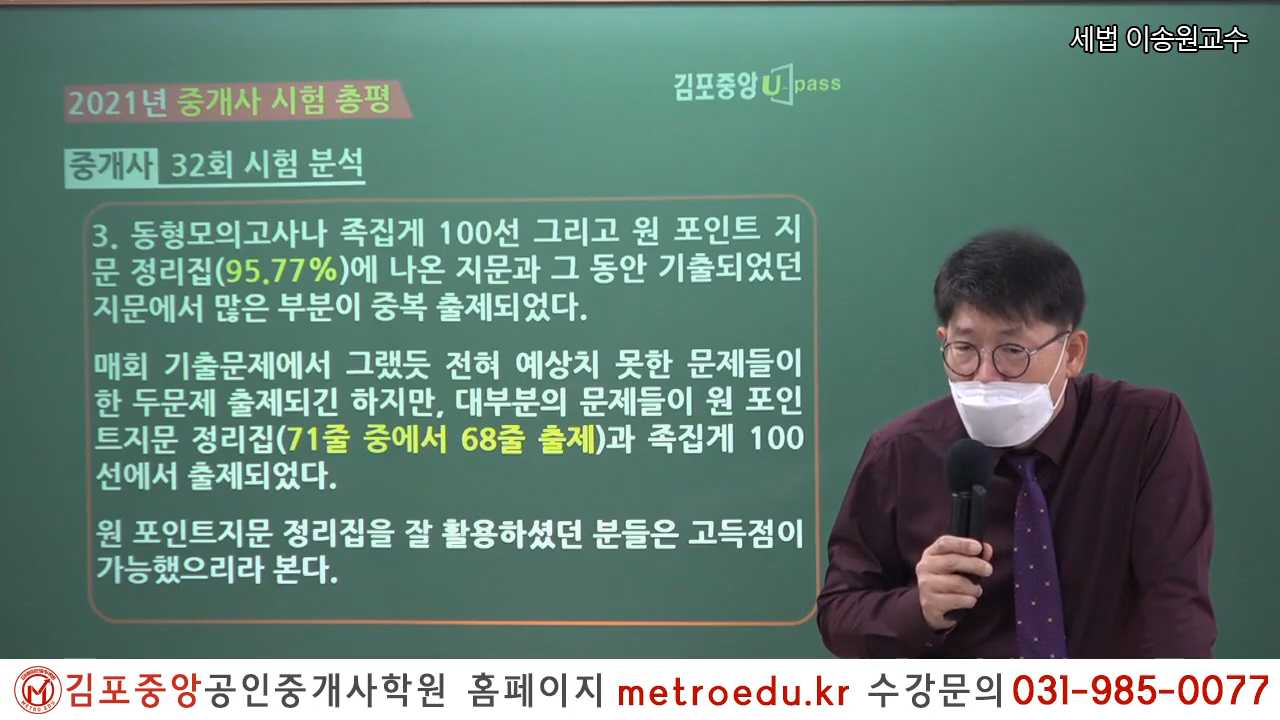 세법 이송원교수
김포중앙 U-pass
2021년 중개사 시험 총평
중개사 32회 시험 분석
3. 동형모의고사나 족집게 100선 그리고 원 포인트 지
문 정리집(95.77%)에 나온 지문과 그 동안 기출되었던
지문에서 많은 부분이 중복 출제되었다.
매회 기출문제에서 그랬듯 전혀 예상치 못한 문제들이
한 두문제 출제되긴 하지만, 대부분의 문제들이 원 포인
트지문 정리집(71줄 중에서 68줄 출제)과 족집게 100
선에서 출제되었다.
원 포인트지문 정리집을 잘 활용하셨던 분들은 고득점이
가능했으리라 본다.
METRO EDU 김포중앙공인중개사학원 홈페이지 metroedu.kr 수강문의 031-985-0077